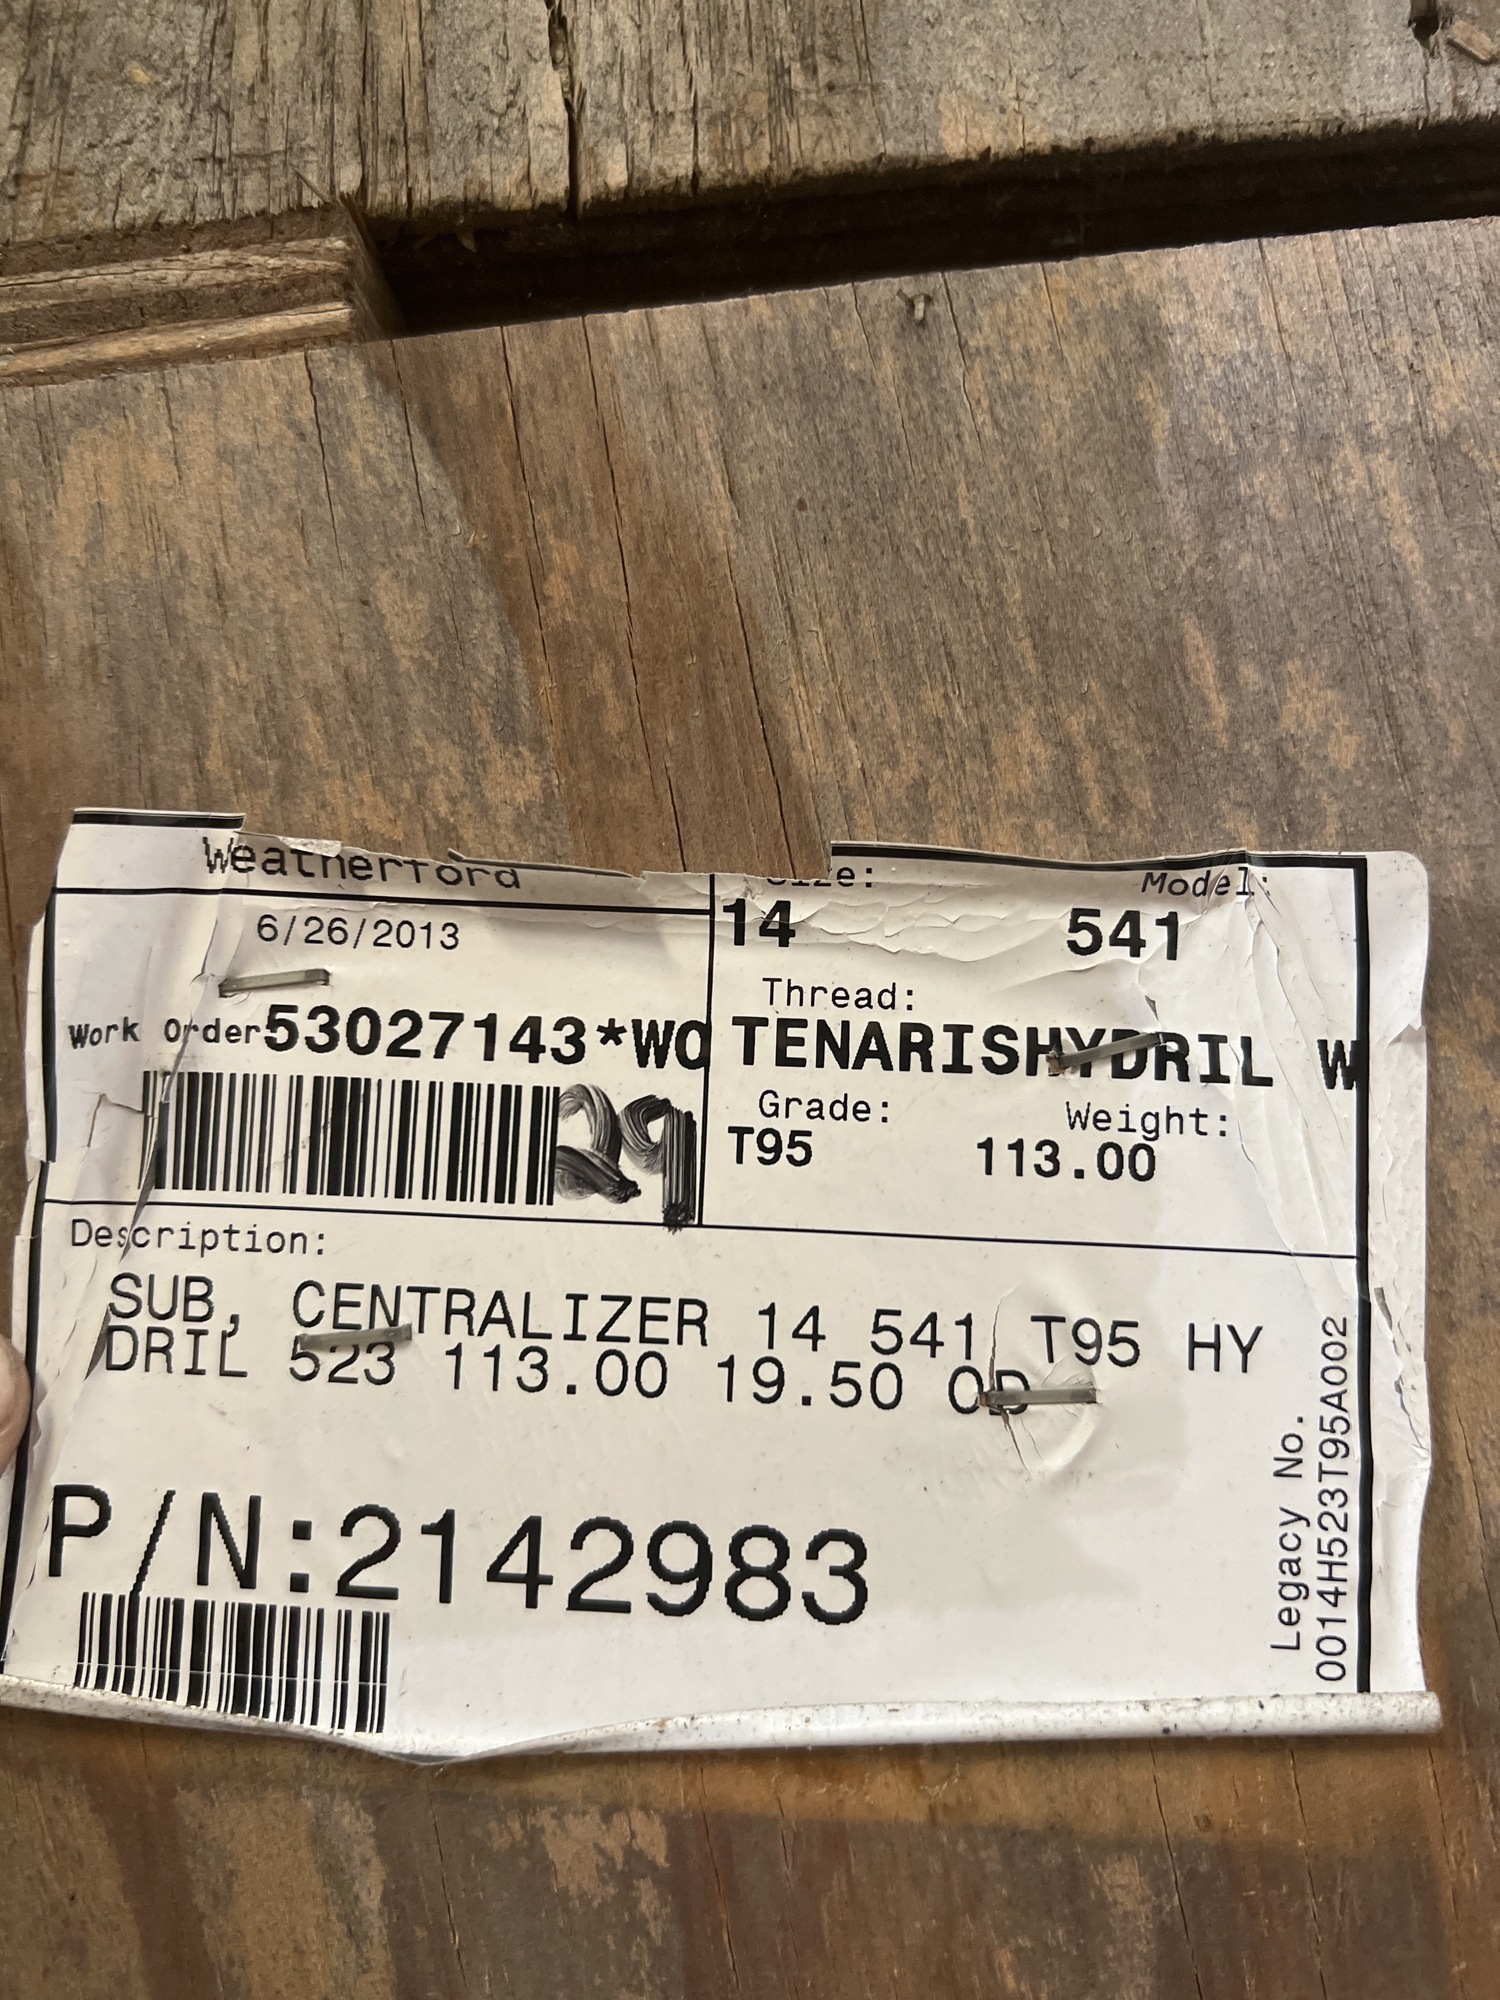 Weatherford
6/26/2013
Work Order53027143*WO
29
Size:
Model:
14
541
Thread:
TENARISHYDRIL W
Grade:
Weight:
T95
113.00
Description:
SUB, CENTRALIZER 14 541 T95 HY
DRIL 523 113.00 19.50 OD
P/N:2142983
Legacy No.
0014H523T95A002